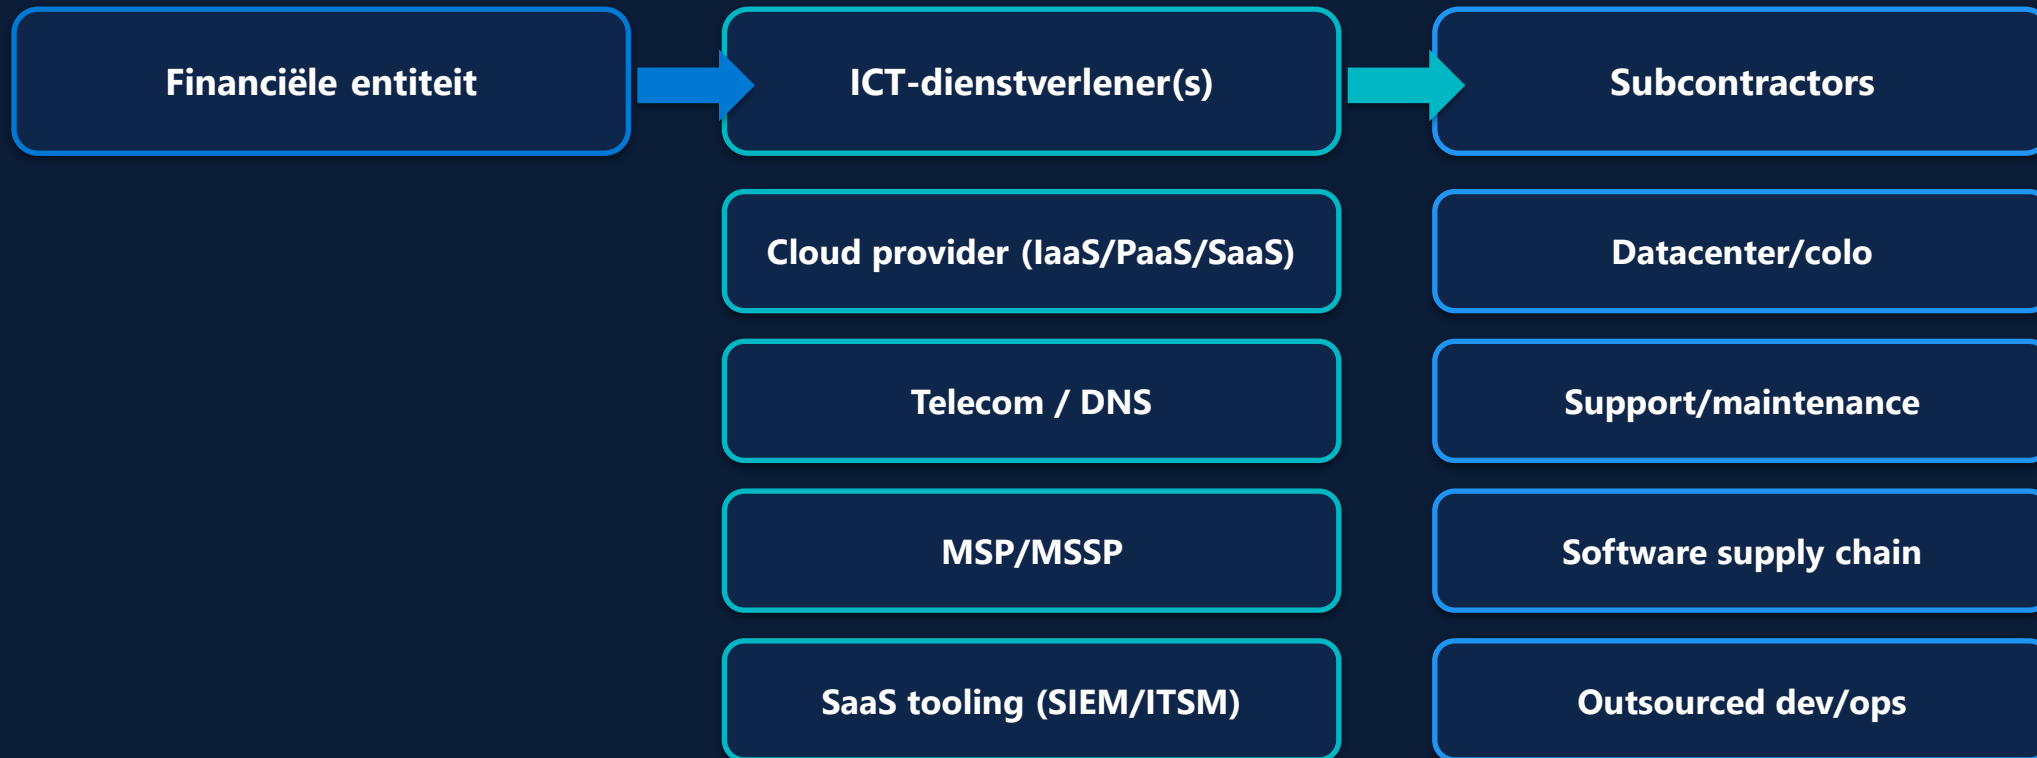 Financiële entiteit
ICT-dienstverlener(s)
Subcontractors
Cloud provider (IaaS/PaaS/SaaS)
Datacenter/colo
Telecom / DNS
Support/maintenance
MSP/MSSP
Software supply chain
SaaS tooling (SIEM/ITSM)
Outsourced dev/ops